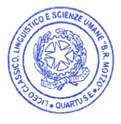 LICEO CLASSICO, LINGUISTICO E SCIENZE UMANE "B. R. MOTZO"
* QUARTU S.E. *